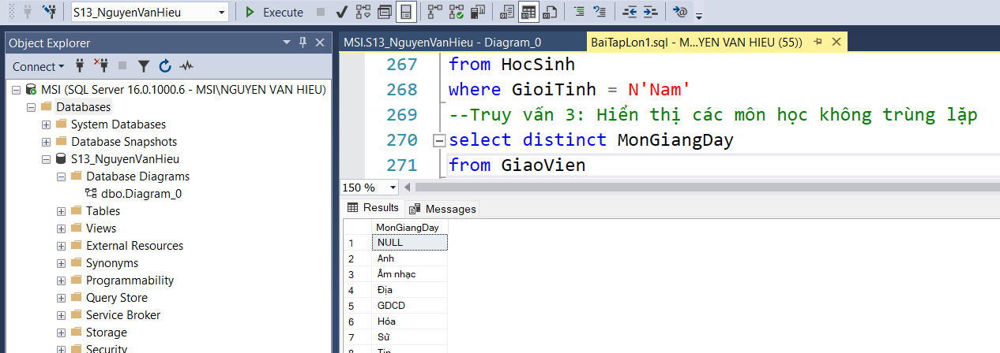 S13_NguyenVanHieu
Execute
Object Explorer
Connect
MSI (SQL Server 16.0.1000.6 - MSI\NGUYEN VAN HIEU)
Databases
System Databases
Database Snapshots
S13_NguyenVanHieu
Database Diagrams
dbo.Diagram_0
Tables
Views
External Resources
Synonyms
Programmability
Query Store
Service Broker
Storage
Security
MSI.S13_NguyenVanHieu - Diagram_0
BaiTapLon1.sql - M...YEN VAN HIEU (55))
267 from HocSinh
268 where GioiTinh = N'Nam'
269 --Truy vấn 3: Hiển thị các môn học không trùng lặp
270 select distinct MonGiangDay
271 from GiaoVien
150 %
Results Messages
MonGiangDay
1 NULL
2 Anh
3 Âm nhạc
4 Địa
5 GDCD
6 Hóa
7 Sử
8 Tin